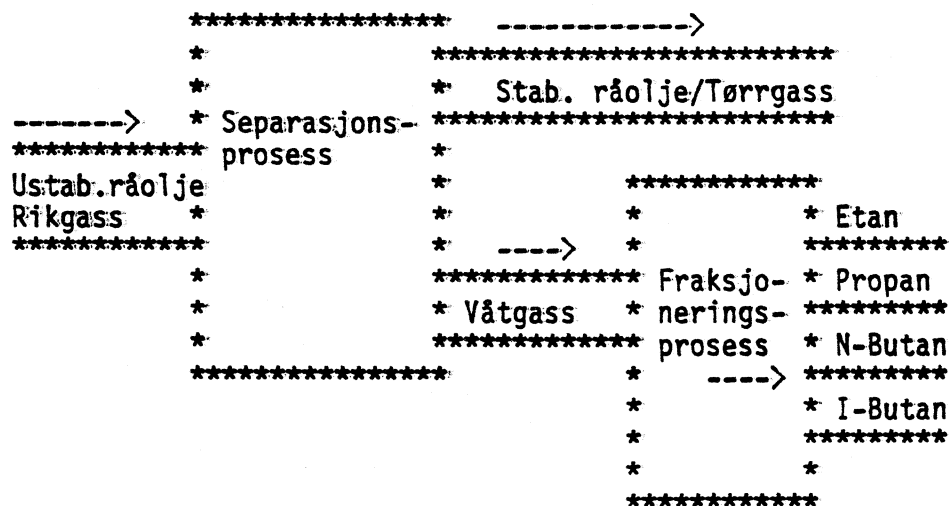 Stab. råolje/Tørrgass
Separasjons-
prosess
Ustab.råolje
Rikgass
Våtgass
Fraksjo-
nerings-
prosess
Etan
Propan
N-Butan
I-Butan